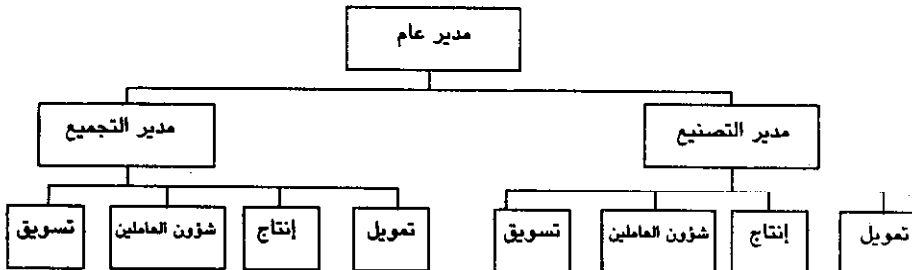 مدير عام
مدير التصنيع
مدير التجميع
تمويل
إنتاج
شؤون العاملين
تسويق
تمويل
إنتاج
شؤون العاملين
تسويق